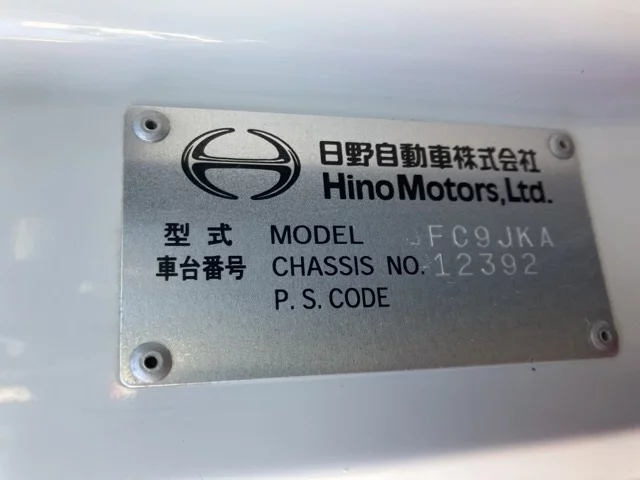 日野自動車株式会社
Hino Motors, Ltd.
型式 MODEL JFC9JKA
車台番号 CHASSIS NO. 12392
P. S. CODE